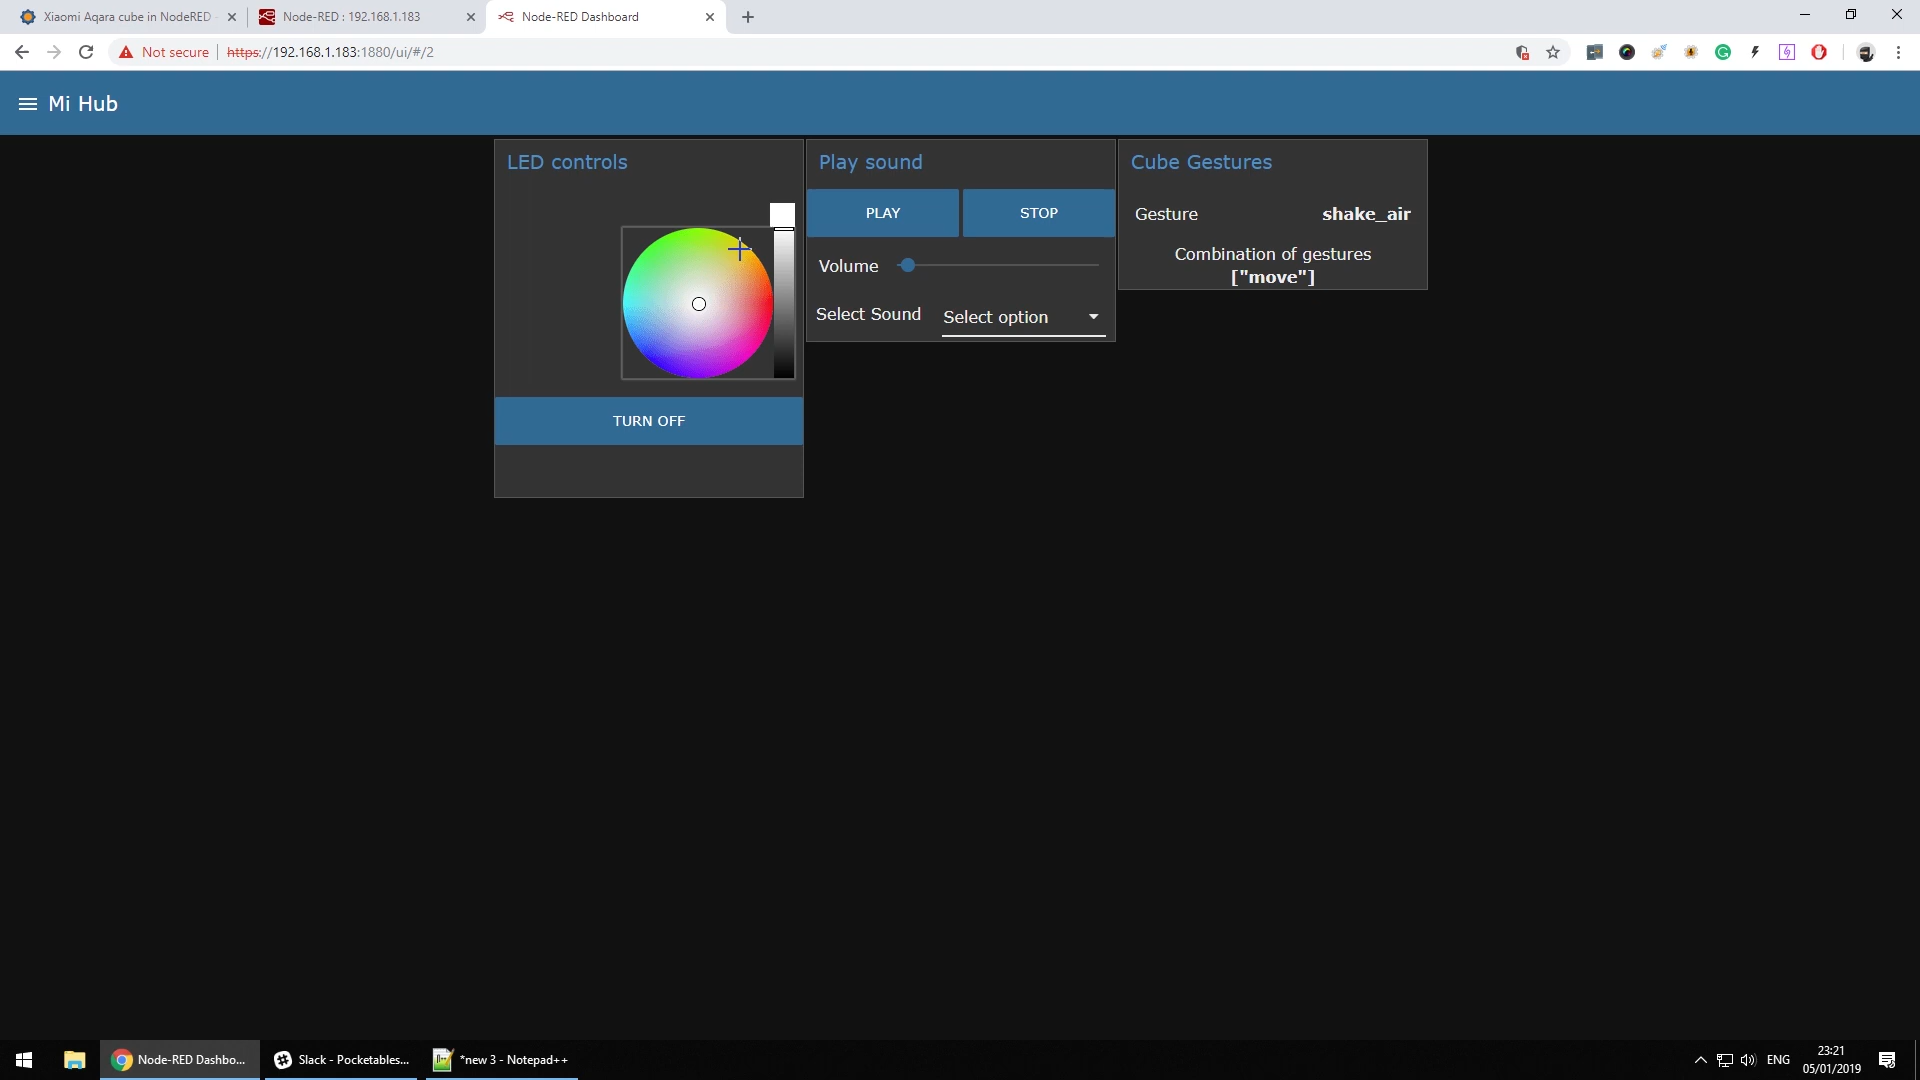 Xiaomi Aqara cube in NodeRED
Node-RED : 192.168.1.183
Node-RED Dashboard
Not secure
https://192.168.1.183:1880/ui/#/2
Mi Hub
LED controls
TURN OFF
Play sound
PLAY
STOP
Volume
Select Sound
Select option
Cube Gestures
Gesture
shake_air
Combination of gestures
["move"]
Node-RED Dashbo...
Slack - Pocketables...
*new 3 - Notepad++
ENG
23:21
05/01/2019